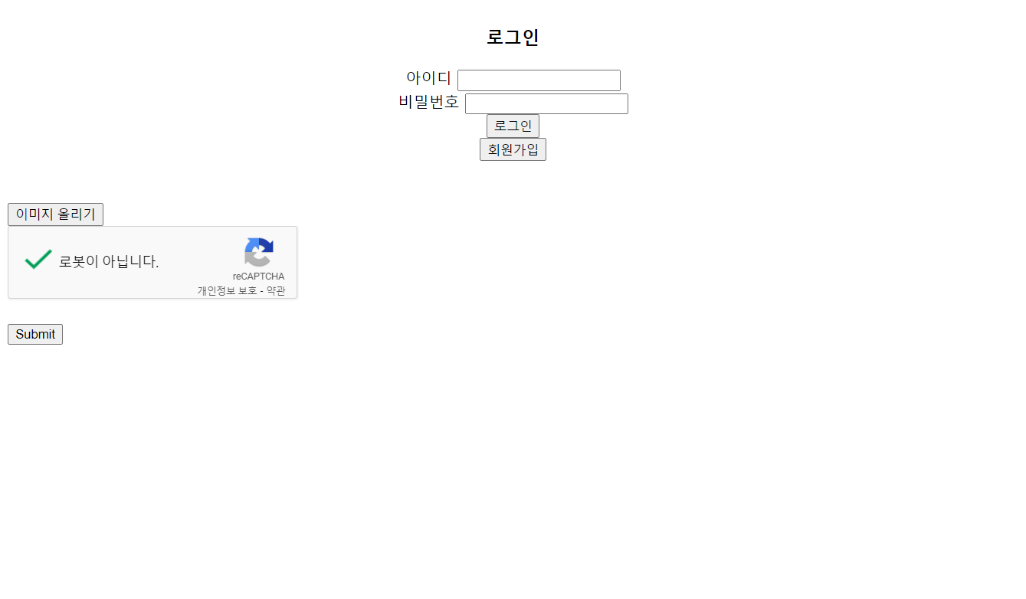 로그인
아이디
비밀번호
로그인
회원가입
이미지 올리기
로봇이 아닙니다.
reCAPTCHA
개인정보 보호 - 약관
Submit